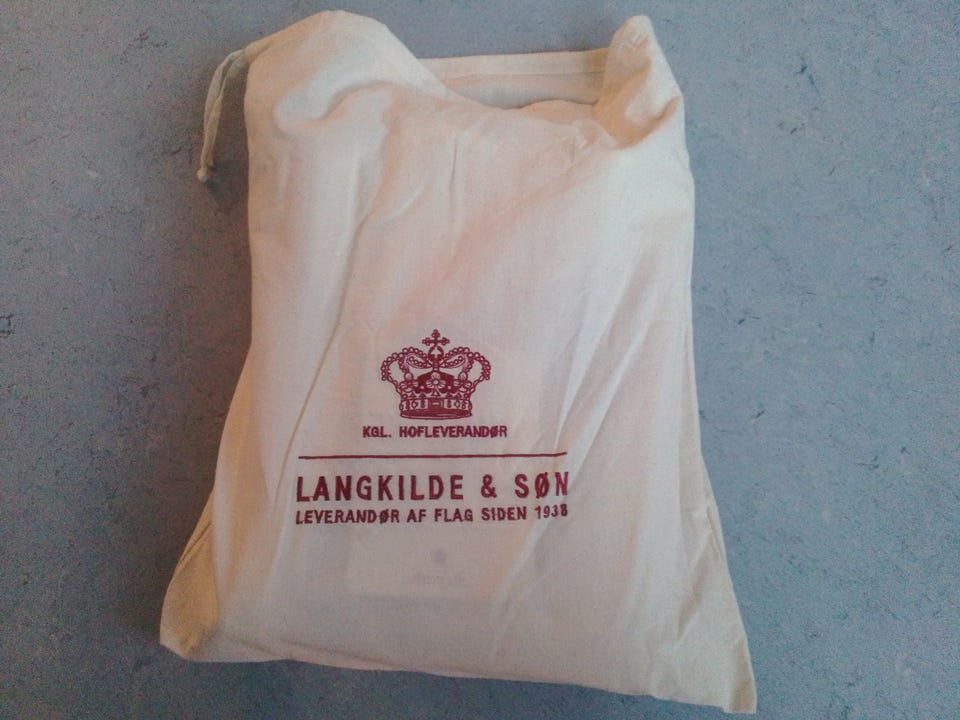 KGL. HOFLEVERANDØR
LANGKILDE & SØN
LEVERANDØR AF FLAG SIDEN 1938